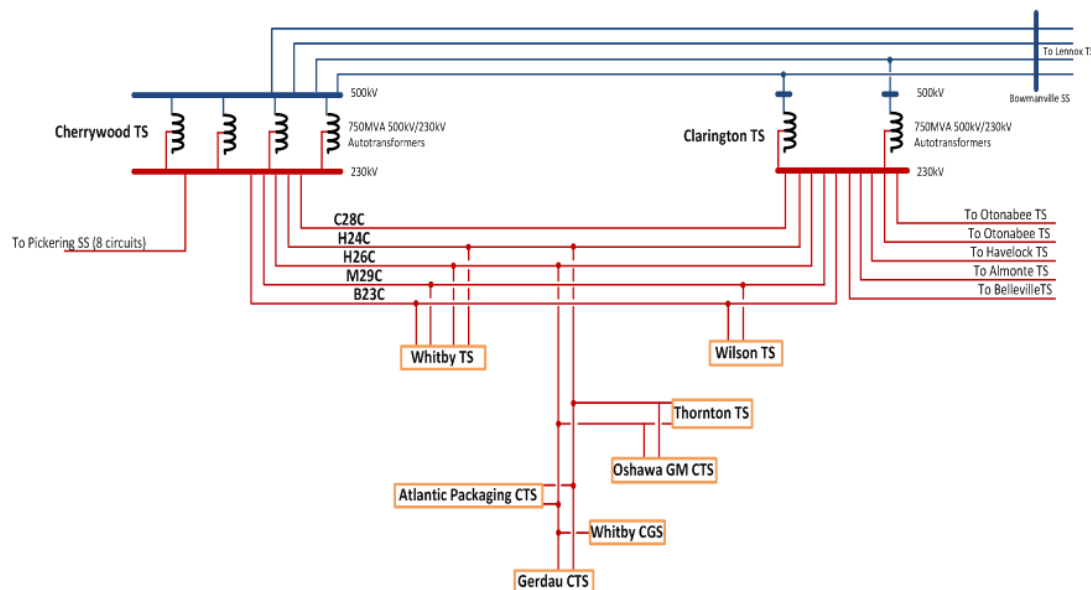 To Lennox TS
500kV
500kV
Bowmanville SS
Cherrywood TS
750MVA 500kV/230kV
Autotransformers
Clarington TS
750MVA 500kV/230kV
Autotransformers
230kV
230kV
C28C
To Otonabee TS
To Pickering SS (8 circuits)
H24C
To Otonabee TS
H26C
To Havelock TS
M29C
To Almonte TS
B23C
To BellevilleTS
Whitby TS
Wilson TS
Thornton TS
Oshawa GM CTS
Atlantic Packaging CTS
Whitby CGS
Gerdau CTS